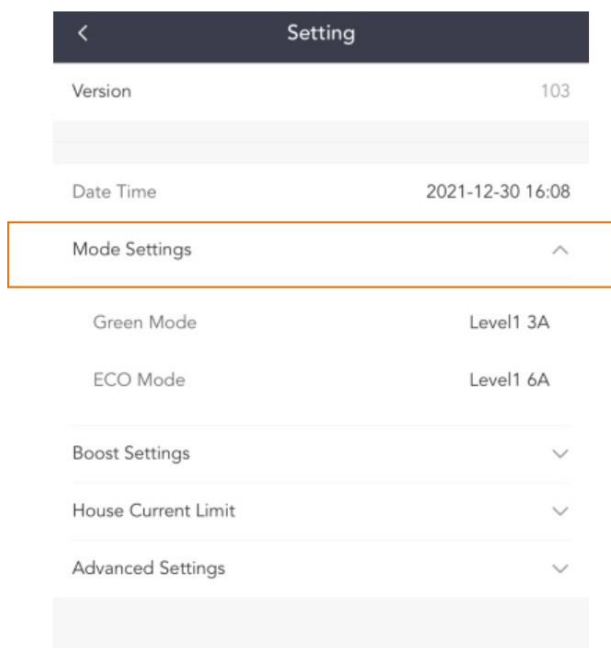 Setting
Version 103
Date Time 2021-12-30 16:08
Mode Settings
Green Mode Level1 3A
ECO Mode Level1 6A
Boost Settings
House Current Limit
Advanced Settings